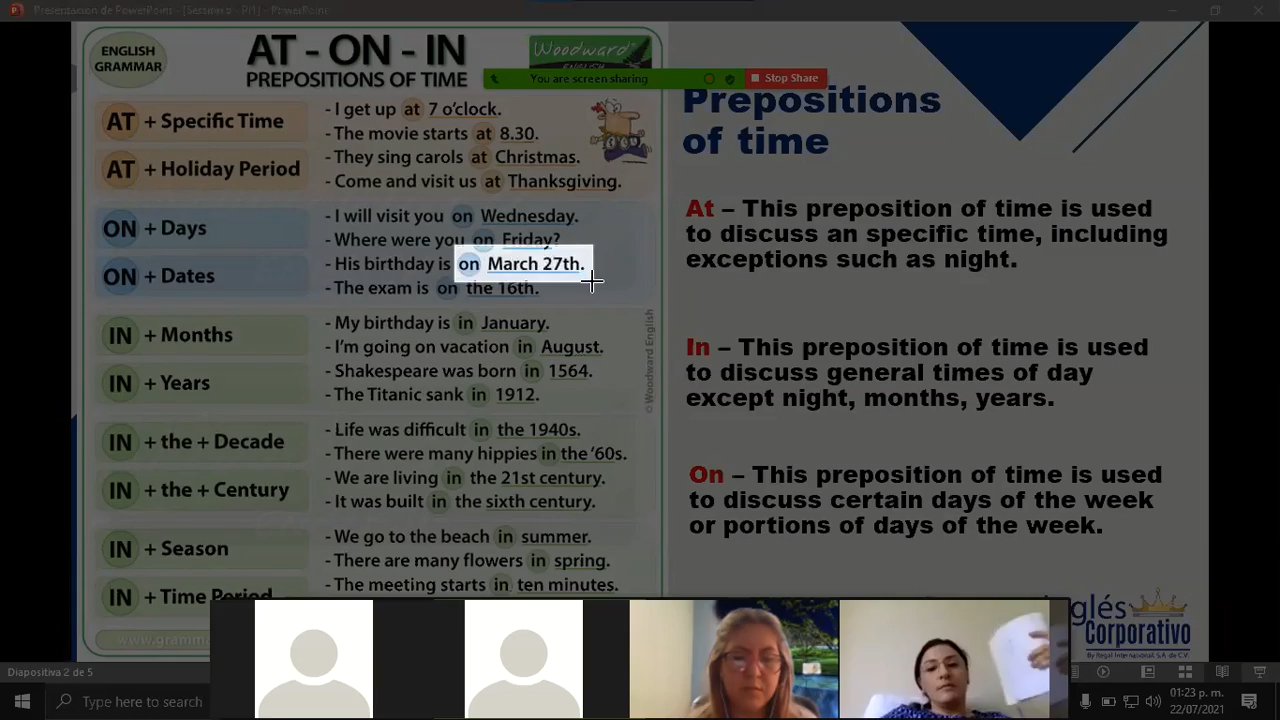 Presentación de PowerPoint - [Sección 6 - P(1)] - PowerPoint
You are screen sharing
Stop Share
ENGLISH
GRAMMAR
AT - ON - IN
PREPOSITIONS OF TIME
Woodward
ENGLISH
AT + Specific Time
- I get up at 7 o'clock.
- The movie starts at 8.30.
AT + Holiday Period
- They sing carols at Christmas.
- Come and visit us at Thanksgiving.
ON + Days
- I will visit you on Wednesday.
- Where were you on Friday?
ON + Dates
- His birthday is on March 27th.
- The exam is on the 16th.
IN + Months
- My birthday is in January.
- I'm going on vacation in August.
IN + Years
- Shakespeare was born in 1564.
- The Titanic sank in 1912.
IN + the + Decade
- Life was difficult in the 1940s.
- There were many hippies in the '60s.
IN + the + Century
- We are living in the 21st century.
- It was built in the sixth century.
IN + Season
- We go to the beach in summer.
- There are many flowers in spring.
IN + Time Period
- The meeting starts in ten minutes.
© Woodward English
www.gramma
Prepositions
of time
At – This preposition of time is used
to discuss an specific time, including
exceptions such as night.
In – This preposition of time is used
to discuss general times of day
except night, months, years.
On – This preposition of time is used
to discuss certain days of the week
or portions of days of the week.
nglés
Corporativo
By Regal Internacional, S.A. de C.V.
Diapositiva 2 de 5
Type here to search
01:23 p. m.
22/07/2021